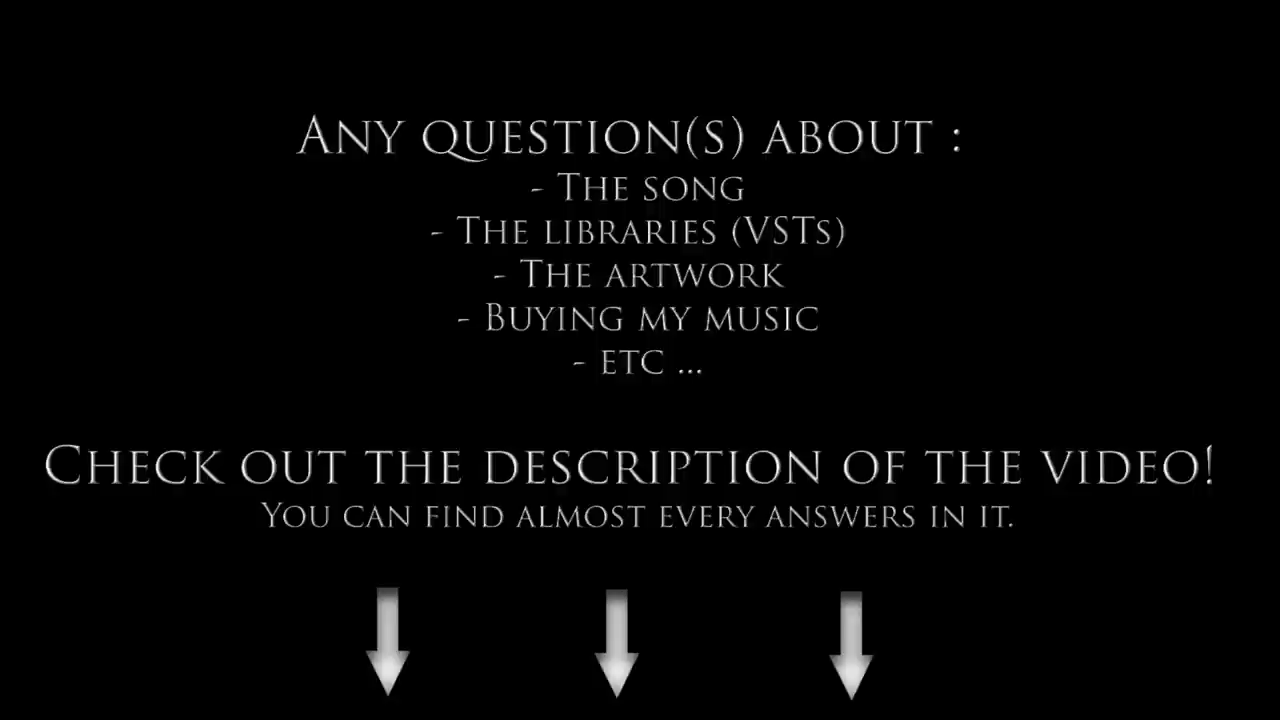 Any question(s) about :
- The song
- The libraries (VSTs)
- The artwork
- Buying my music
- etc ...
Check out the description of the video!
You can find almost every answers in it.